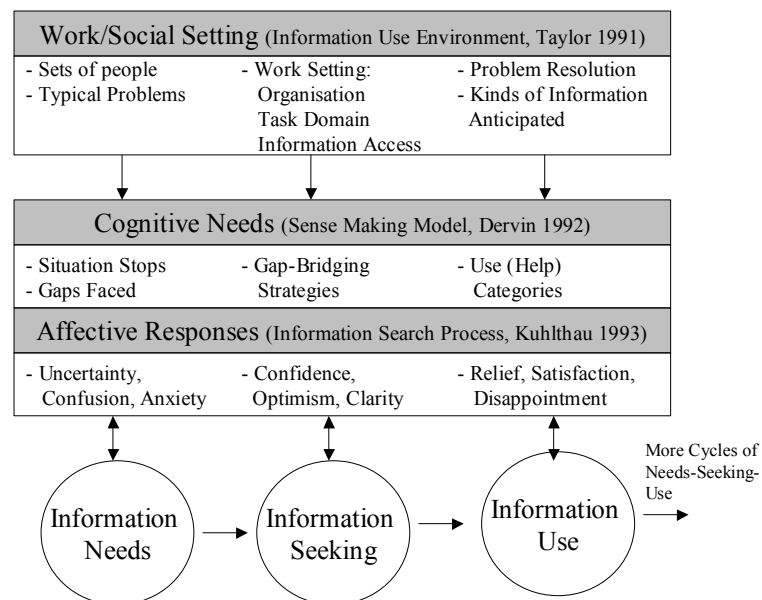 Work/Social Setting (Information Use Environment, Taylor 1991)
- Sets of people
- Typical Problems
- Work Setting:
Organisation
Task Domain
Information Access
- Problem Resolution
- Kinds of Information
Anticipated
Cognitive Needs (Sense Making Model, Dervin 1992)
- Situation Stops
- Gaps Faced
- Gap-Bridging
Strategies
- Use (Help)
Categories
Affective Responses (Information Search Process, Kuhlthau 1993)
- Uncertainty,
Confusion, Anxiety
- Confidence,
Optimism, Clarity
- Relief, Satisfaction,
Disappointment
Information
Needs
Information
Seeking
Information
Use
More Cycles of
Needs-Seeking-
Use